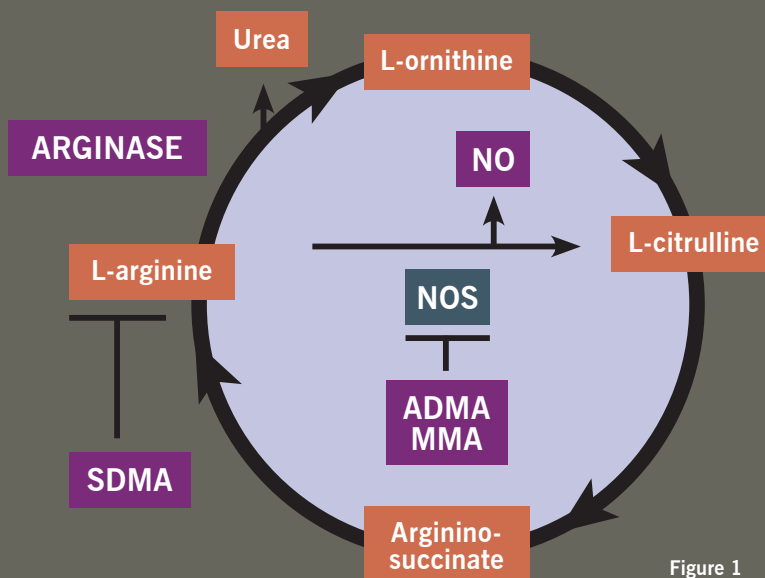 Urea
L-ornithine
ARGINASE
NO
L-arginine
L-citrulline
NOS
ADMA
MMA
SDMA
Arginino-
succinate
Figure 1